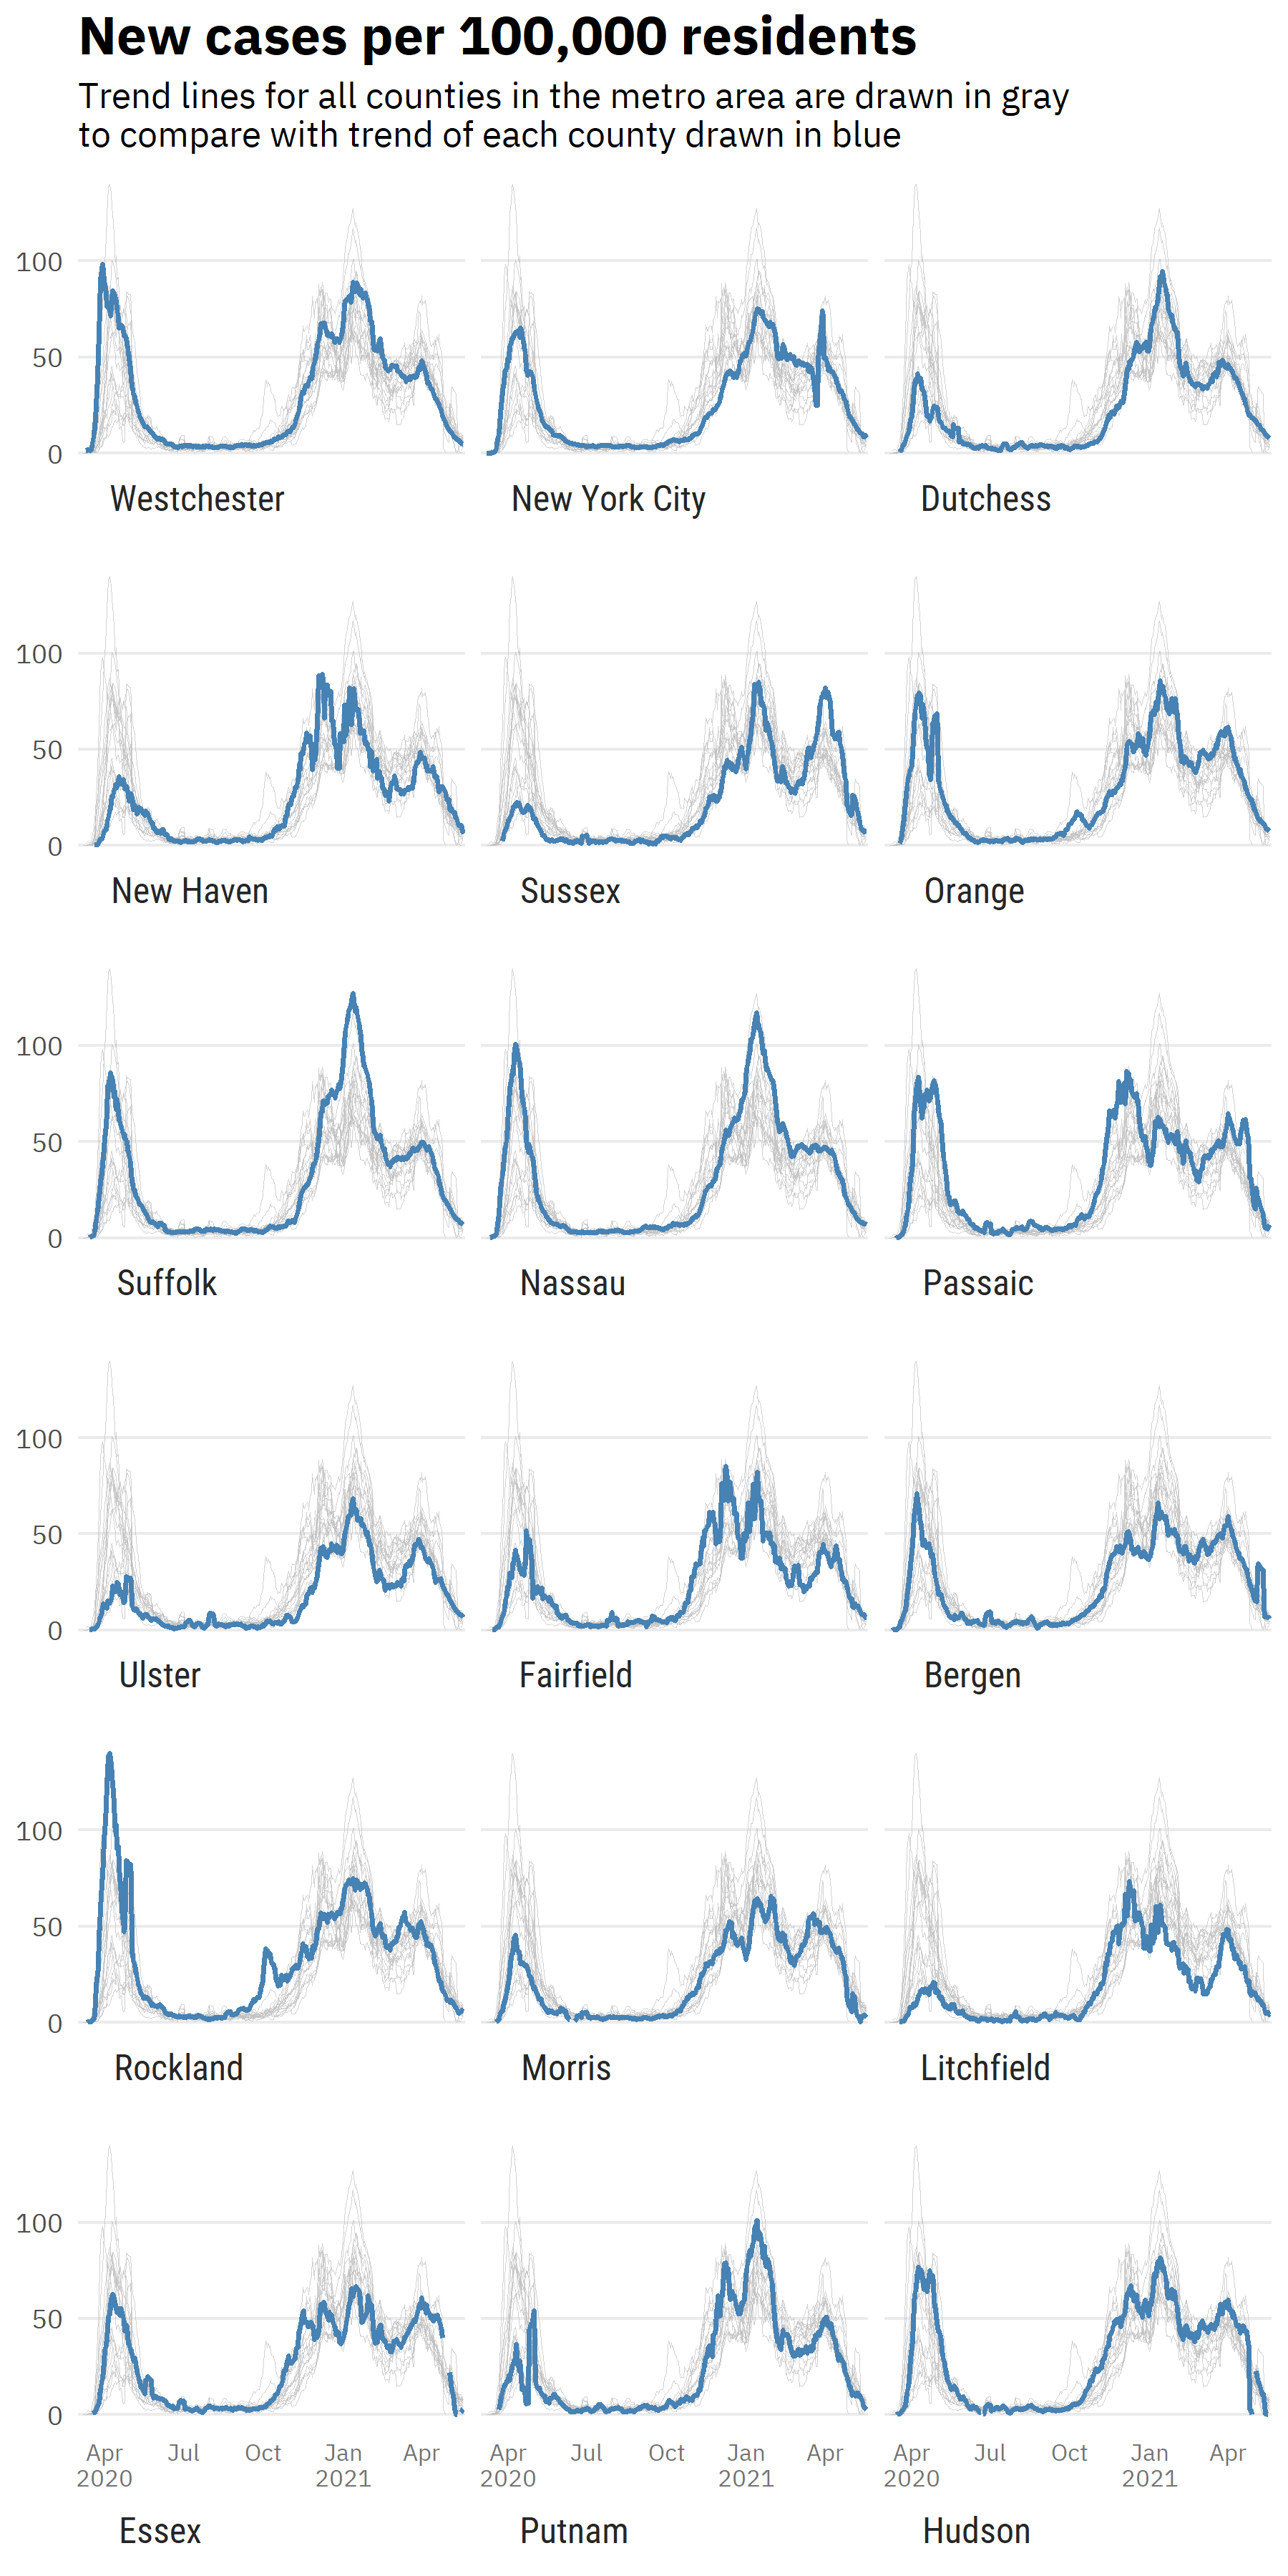 New cases per 100,000 residents
Trend lines for all counties in the metro area are drawn in gray
to compare with trend of each county drawn in blue
100
50
0
Westchester New York City Dutchess
100
50
0
New Haven Sussex Orange
100
50
0
Suffolk Nassau Passaic
100
50
0
Ulster Fairfield Bergen
100
50
0
Rockland Morris Litchfield
100
50
0
Apr Jul Oct Jan Apr Apr Jul Oct Jan Apr Apr Jul Oct Jan Apr
2020 2021 2020 2021 2020 2021
Essex Putnam Hudson